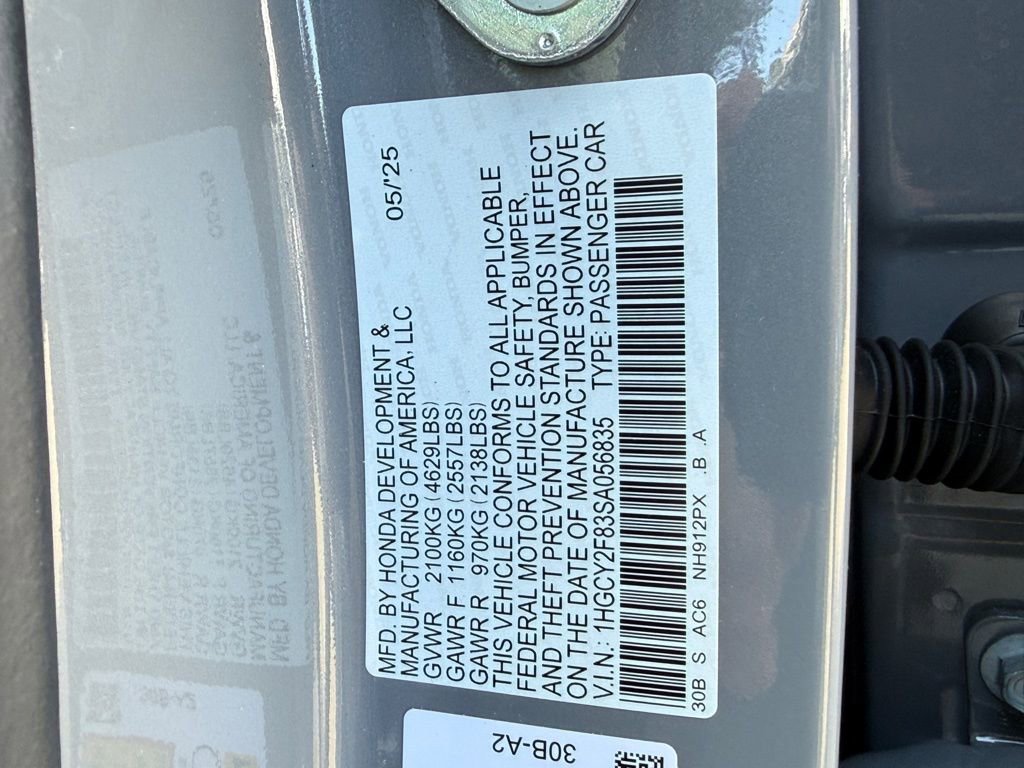 MFD. BY HONDA DEVELOPMENT &
MANUFACTURING OF AMERICA, LLC 05/'25
GVWR 2100KG (4629LBS)
GAWR F 1160KG (2557LBS)
GAWR R 970KG (2138LBS)
THIS VEHICLE CONFORMS TO ALL APPLICABLE
FEDERAL MOTOR VEHICLE SAFETY, BUMPER,
AND THEFT PREVENTION STANDARDS IN EFFECT
ON THE DATE OF MANUFACTURE SHOWN ABOVE.
V.I.N.: 1HGCY2F83SA056835 TYPE: PASSENGER CAR
30B S AC6 NH912PX .B .A
30B-A2